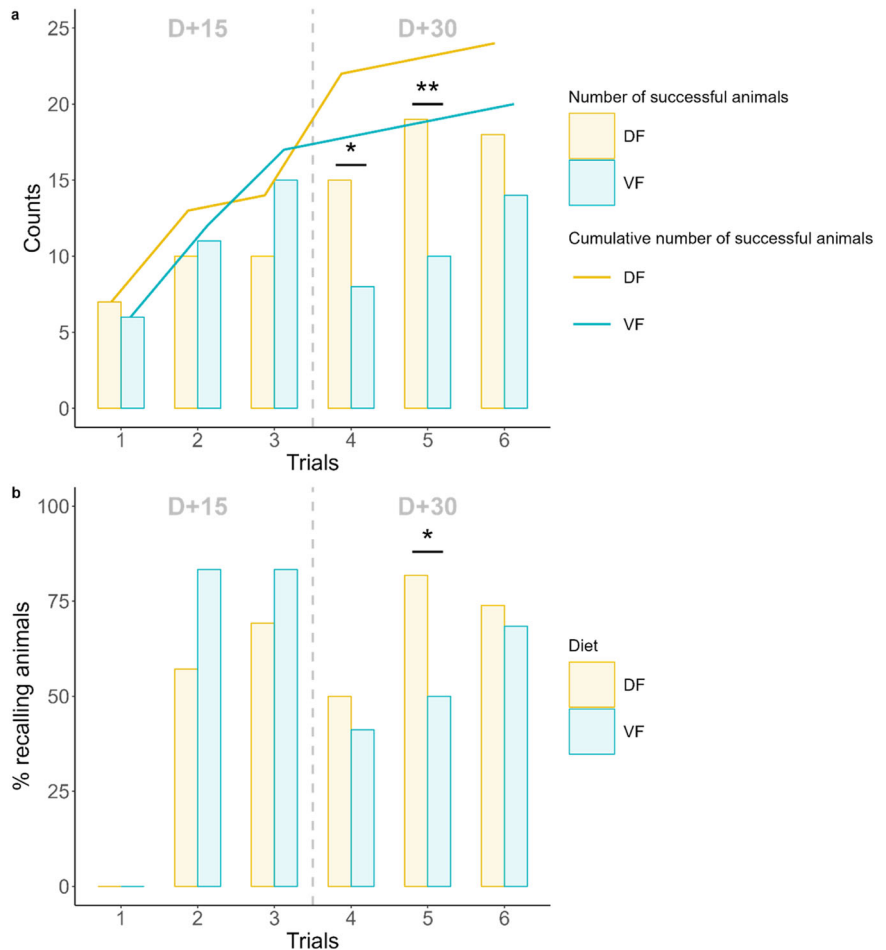 a
D+15
D+30
25
20
15
10
5
0
Counts
**
*
1 2 3 4 5 6
Trials
Number of successful animals
DF
VF
Cumulative number of successful animals
DF
VF
b
D+15
D+30
100
75
50
25
0
% recalling animals
*
1 2 3 4 5 6
Trials
Diet
DF
VF